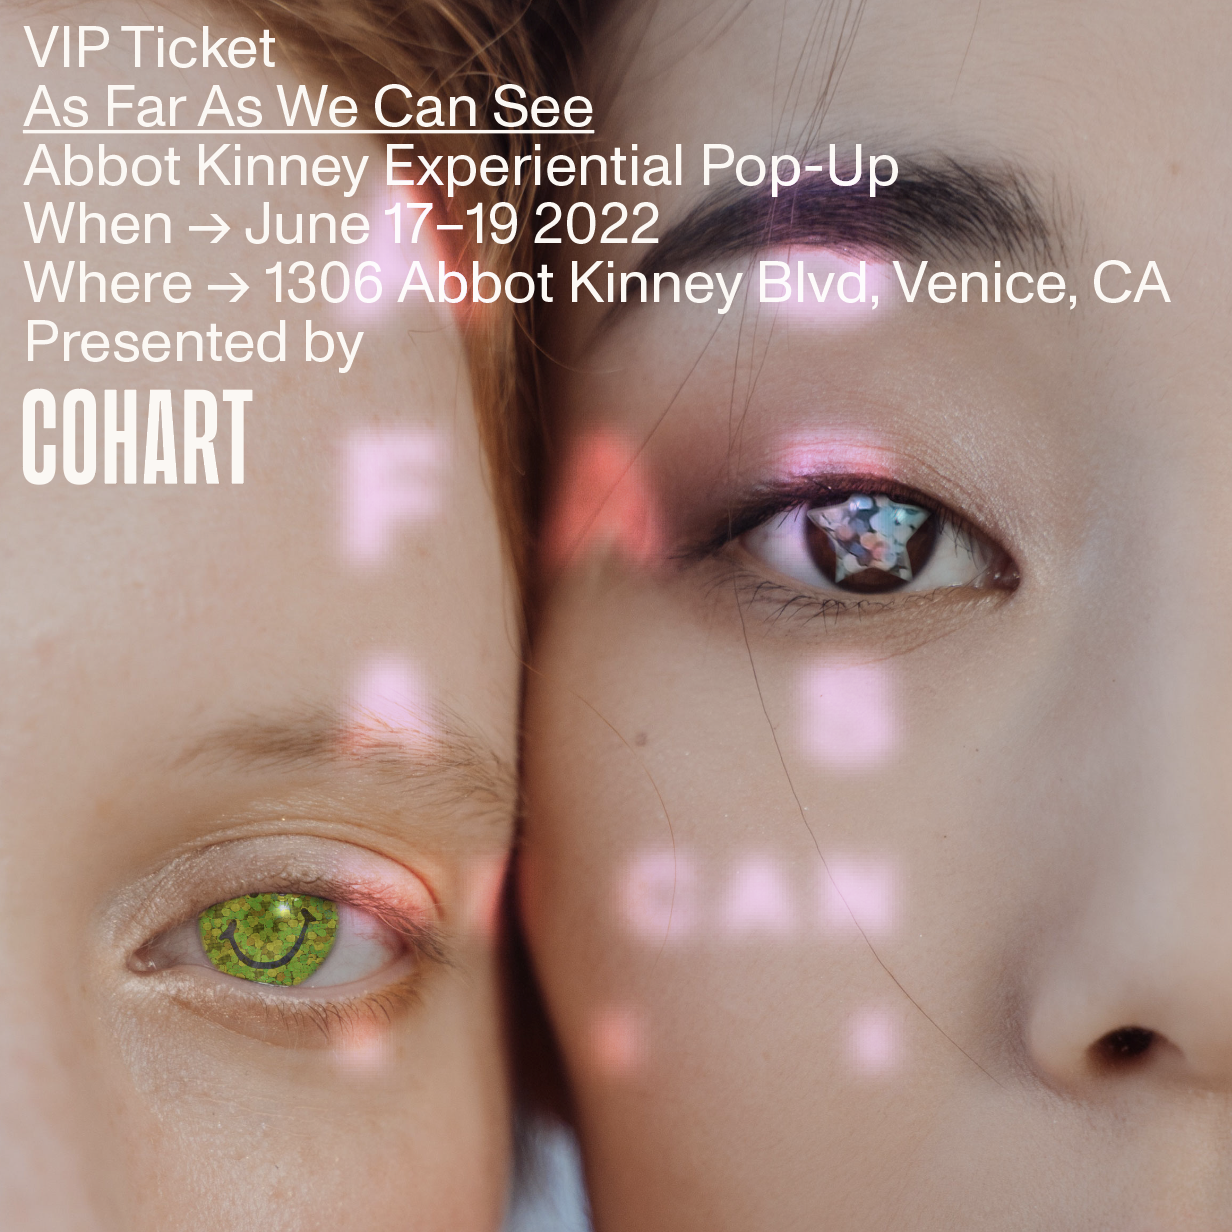 VIP Ticket
As Far As We Can See
Abbot Kinney Experiential Pop-Up
When → June 17–19 2022
Where → 1306 Abbot Kinney Blvd, Venice, CA
Presented by
COHART
F
CAN